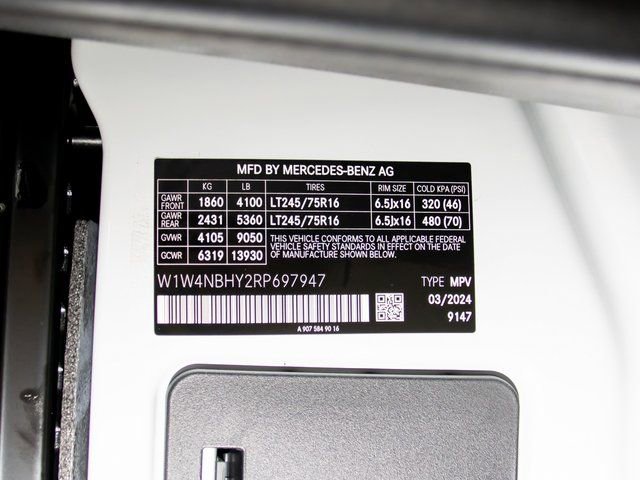 MFD BY MERCEDES-BENZ AG
KG LB TIRES RIM SIZE COLD KPA (PSI)
GAWR FRONT 1860 4100 LT245/75R16 6.5Jx16 320 (46)
GAWR REAR 2431 5360 LT245/75R16 6.5Jx16 480 (70)
GVWR 4105 9050 THIS VEHICLE CONFORMS TO ALL APPLICABLE FEDERAL
VEHICLE SAFETY STANDARDS IN EFFECT ON THE DATE
GCWR 6319 13930 OF MANUFACTURE SHOWN ABOVE.
W1W4NBHY2RP697947 TYPE MPV
03/2024
9147
A 907 584 90 16